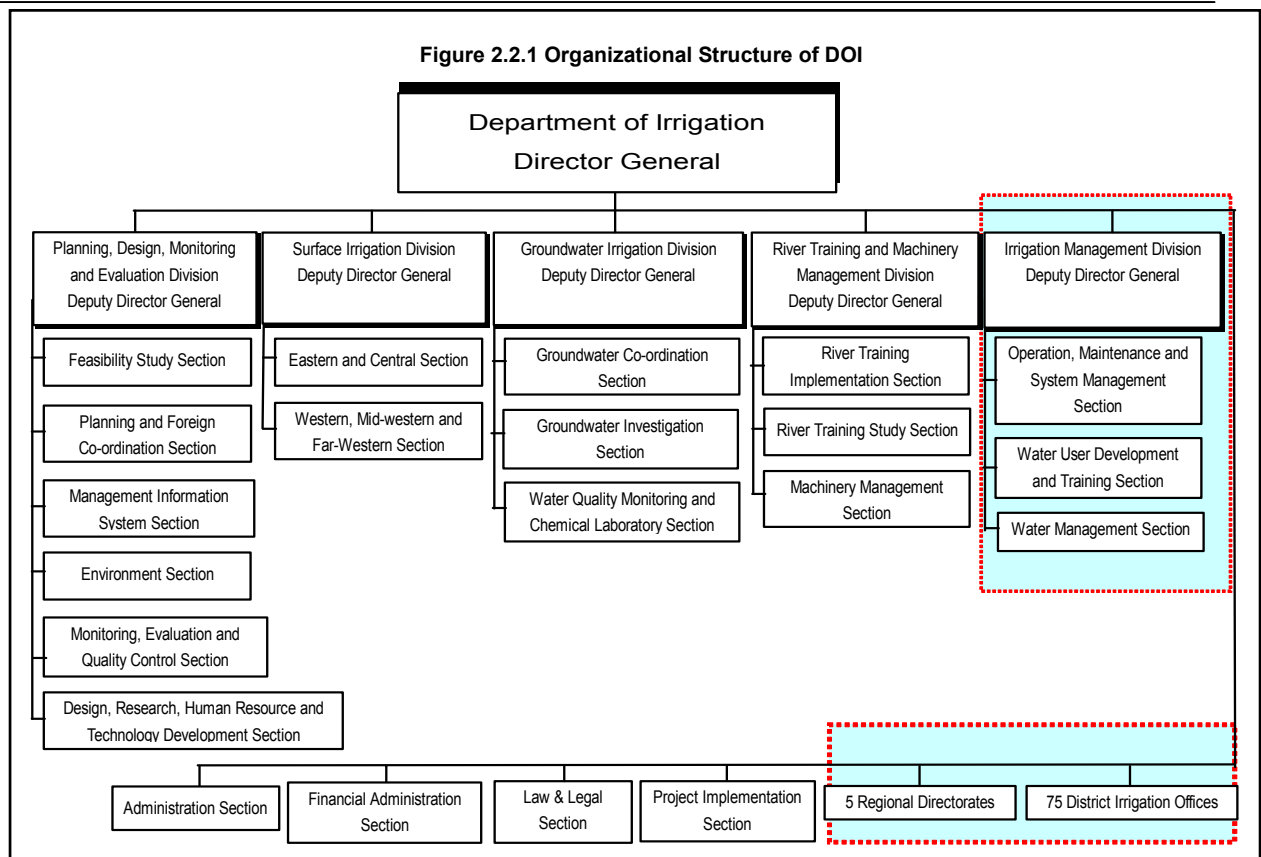 Figure 2.2.1 Organizational Structure of DOI
Department of Irrigation
Director General
Planning, Design, Monitoring
and Evaluation Division
Deputy Director General
Surface Irrigation Division
Deputy Director General
Groundwater Irrigation Division
Deputy Director General
River Training and Machinery
Management Division
Deputy Director General
Irrigation Management Division
Deputy Director General
Feasibility Study Section
Planning and Foreign
Co-ordination Section
Management Information
System Section
Environment Section
Monitoring, Evaluation and
Quality Control Section
Design, Research, Human Resource and
Technology Development Section
Eastern and Central Section
Western, Mid-western and
Far-Western Section
Groundwater Co-ordination
Section
Groundwater Investigation
Section
Water Quality Monitoring and
Chemical Laboratory Section
River Training
Implementation Section
River Training Study Section
Machinery Management
Section
Operation, Maintenance and
System Management
Section
Water User Development
and Training Section
Water Management Section
Administration Section
Financial Administration
Section
Law & Legal
Section
Project Implementation
Section
5 Regional Directorates
75 District Irrigation Offices